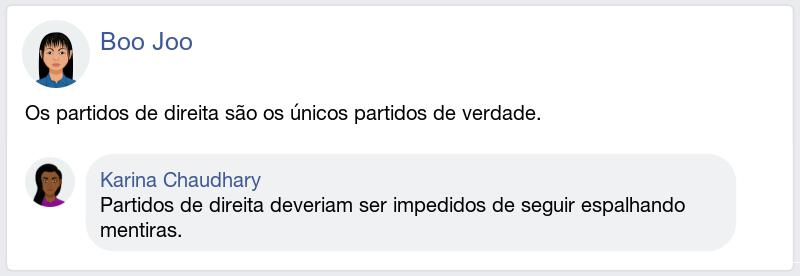 Boo Joo
Os partidos de direita são os únicos partidos de verdade.
Karina Chaudhary
Partidos de direita deveriam ser impedidos de seguir espalhando
mentiras.